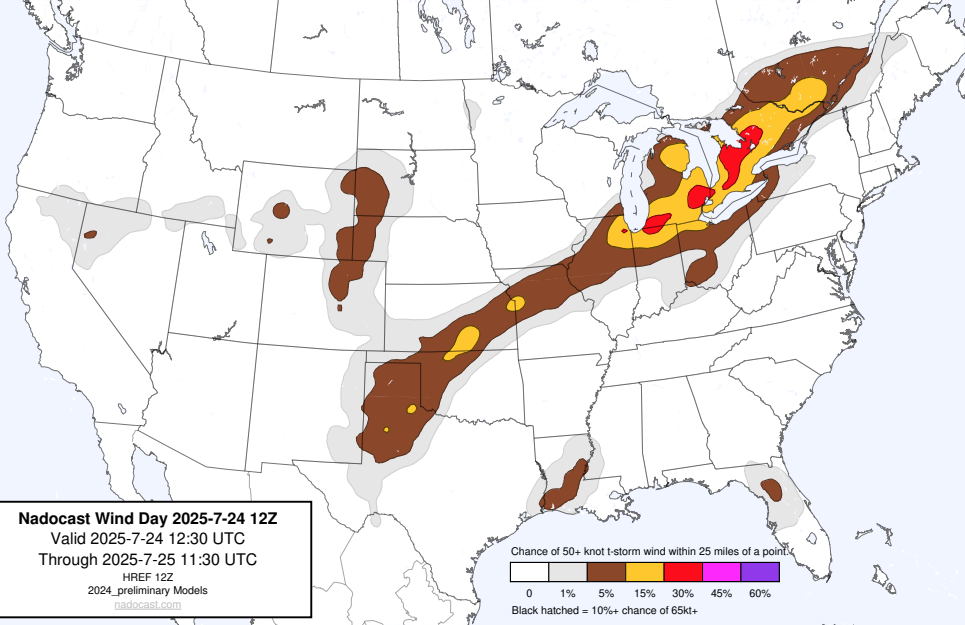 Nadocast Wind Day 2025-7-24 12Z
Valid 2025-7-24 12:30 UTC
Through 2025-7-25 11:30 UTC
HREF 12Z
2024_preliminary Models
nadocast.com
Chance of 50+ knot t-storm wind within 25 miles of a point.
0 1% 5% 15% 30% 45% 60%
Black hatched = 10%+ chance of 65kt+